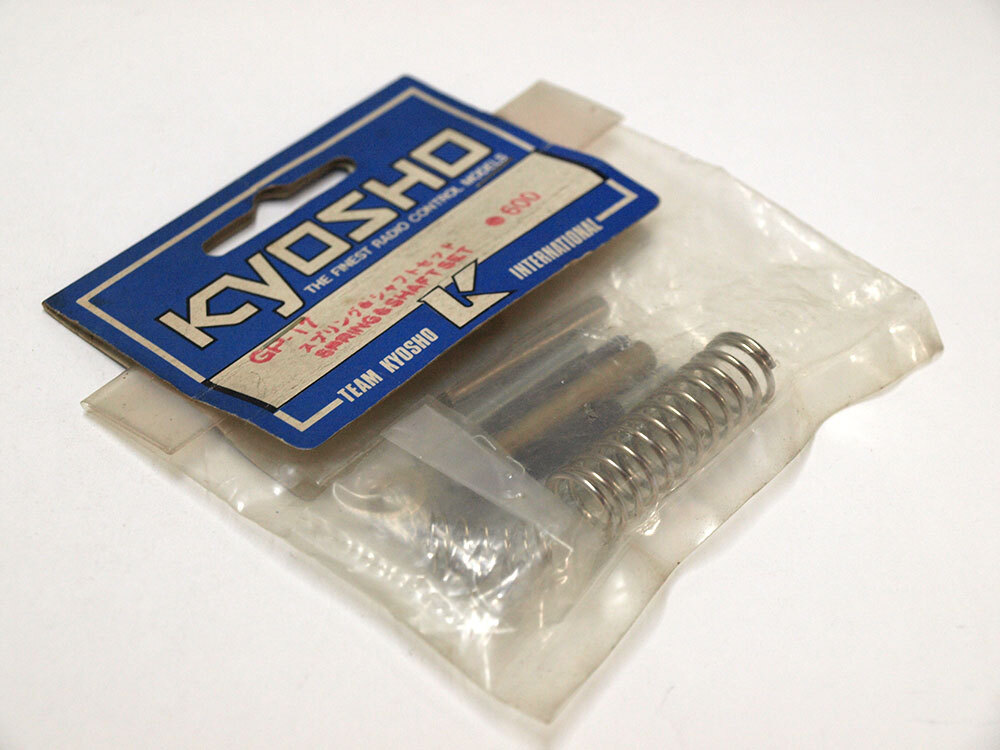 KYOSHO
THE FINEST RADIO CONTROL MODELS
GP-17
スプリング&シャフトセット
SPRING & SHAFT SET
●600
TEAM KYOSHO
K
INTERNATIONAL